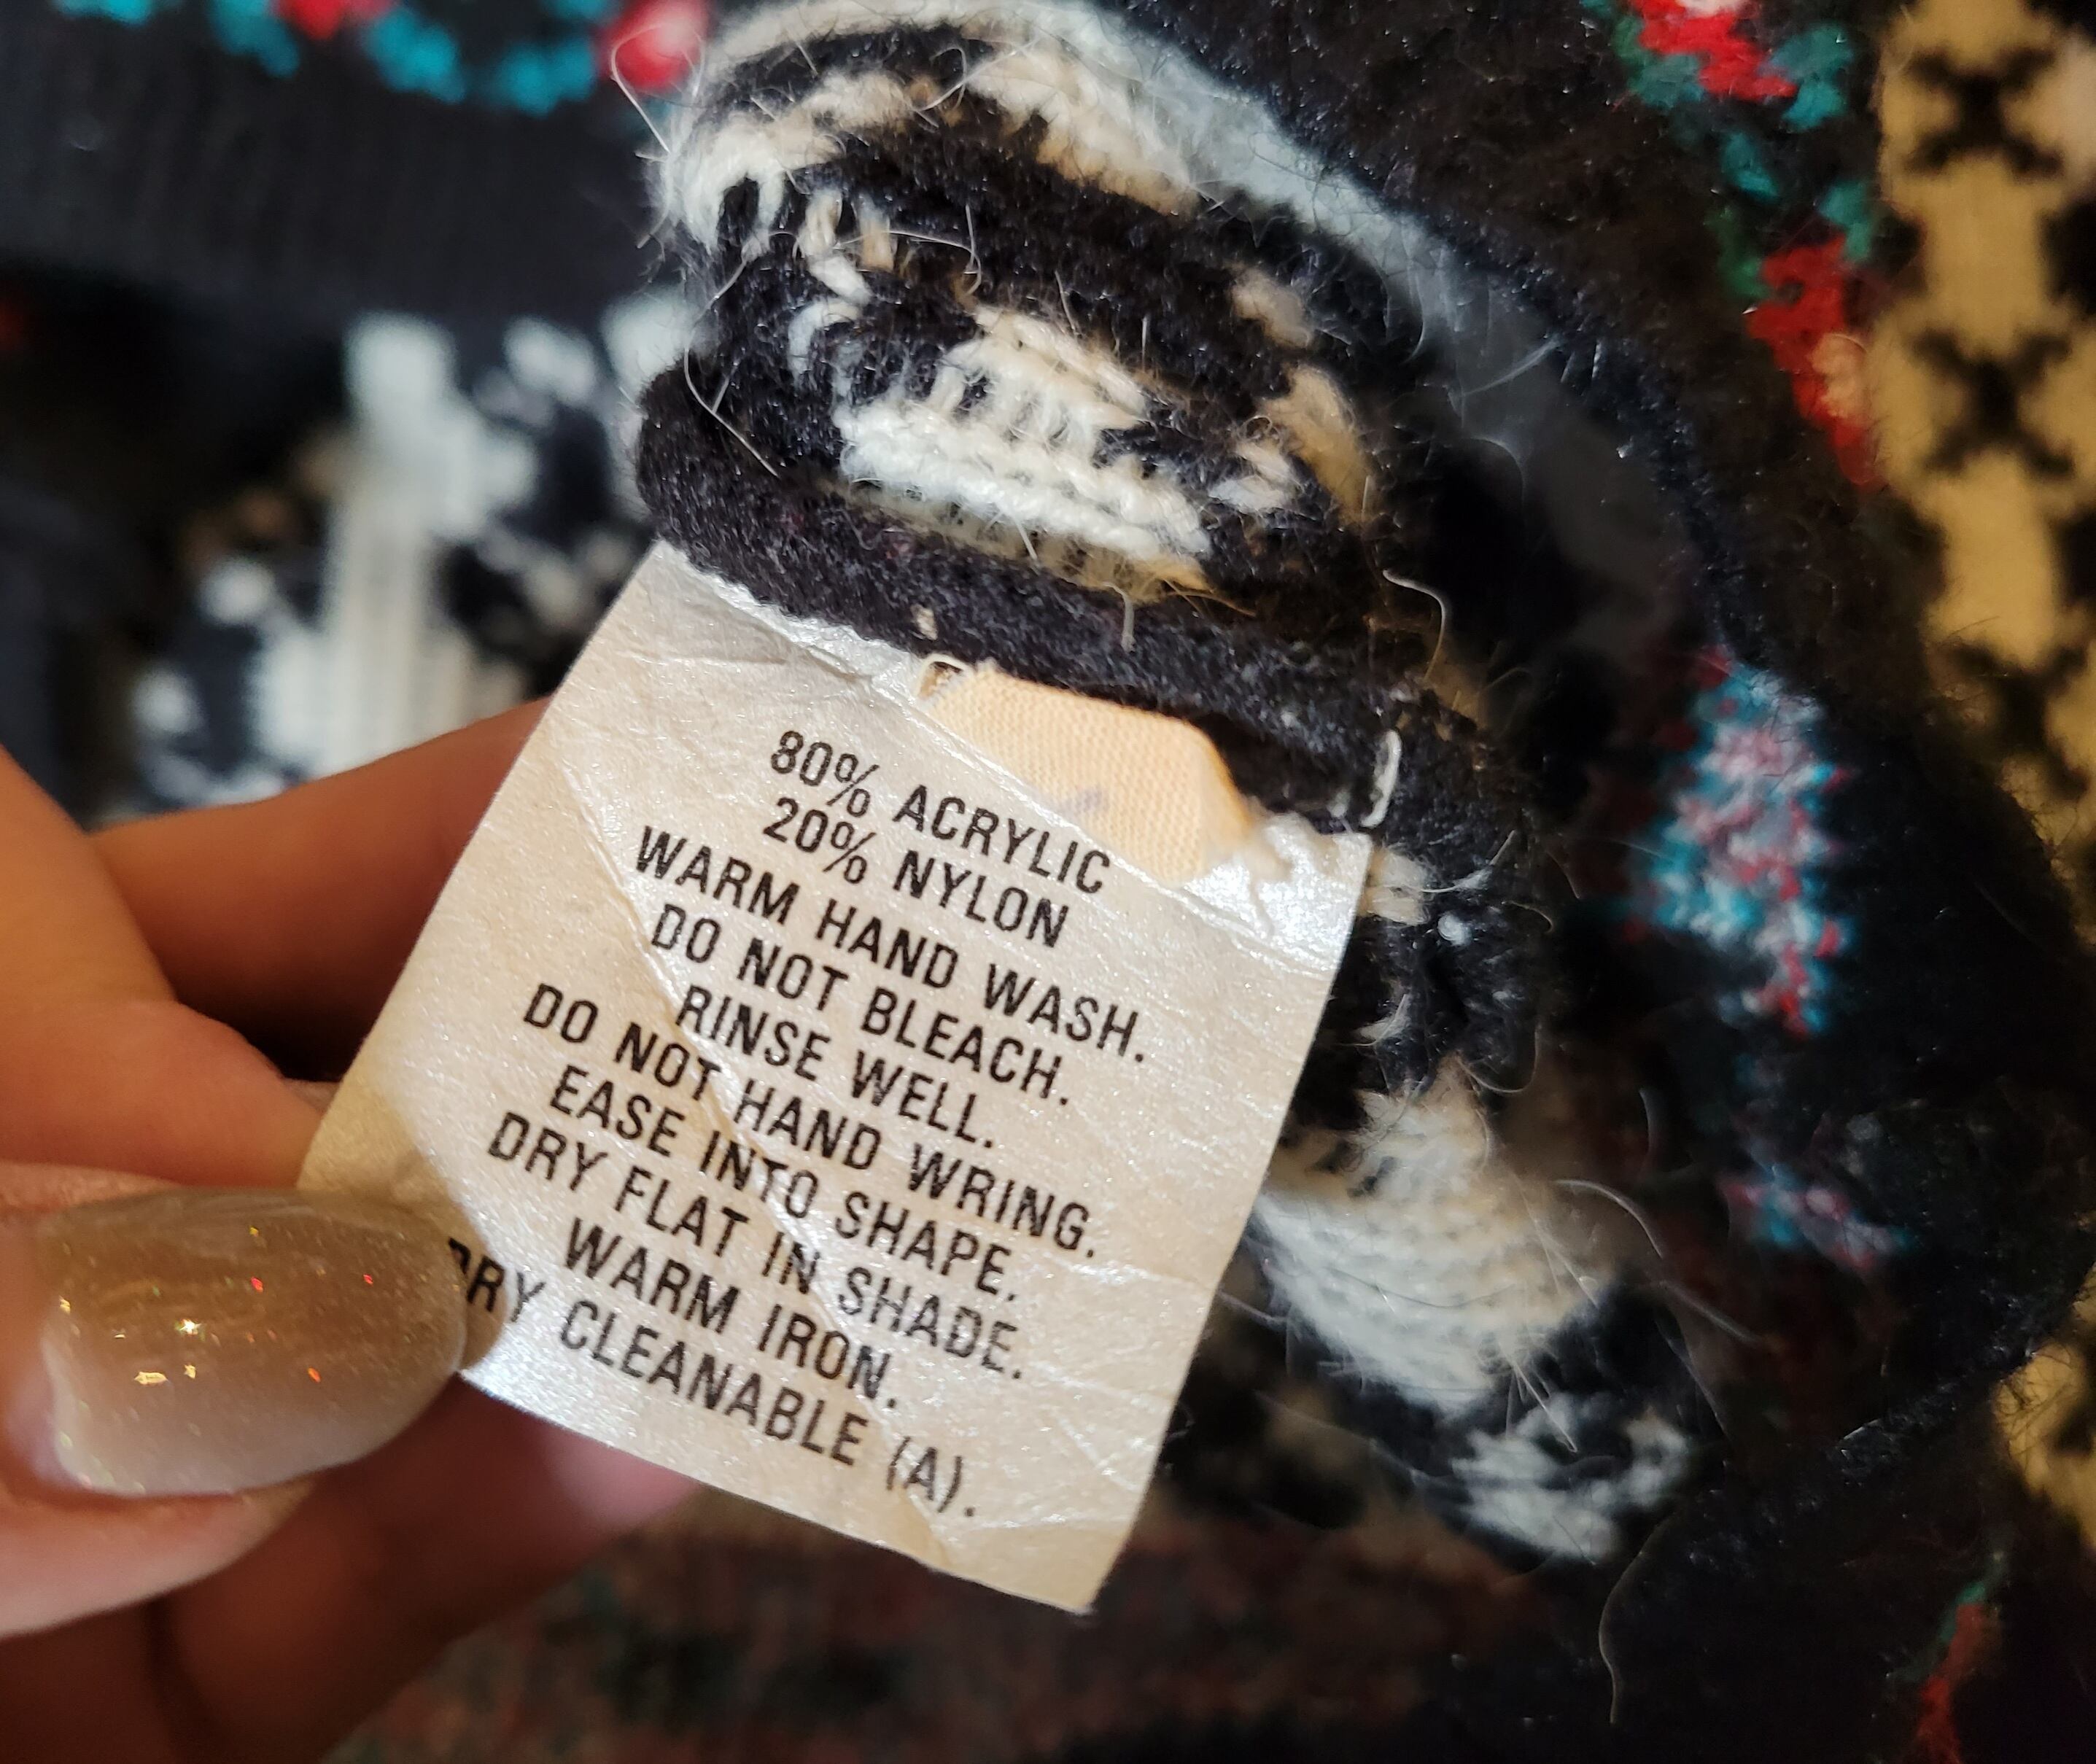 80% ACRYLIC
20% NYLON
WARM HAND WASH.
DO NOT BLEACH.
RINSE WELL.
DO NOT HAND WRING.
EASE INTO SHAPE.
DRY FLAT IN SHADE.
WARM IRON.
DRY CLEANABLE (A).